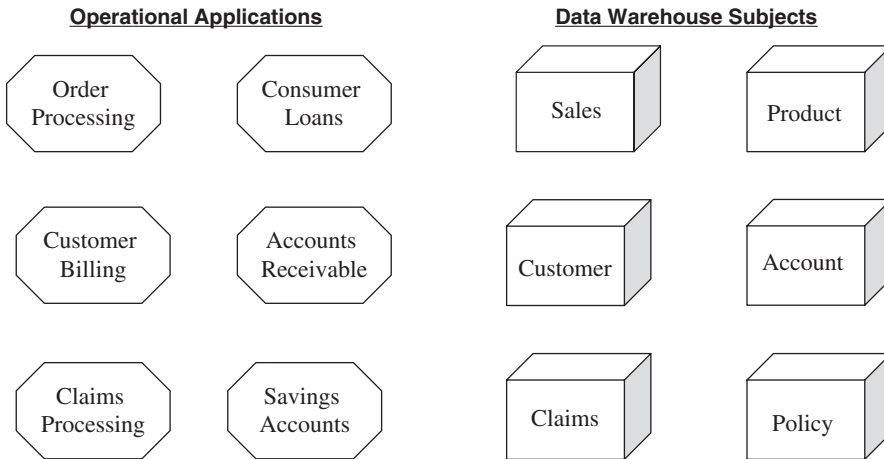 Operational Applications
Data Warehouse Subjects
Order
Processing
Consumer
Loans
Sales
Product
Customer
Billing
Accounts
Receivable
Customer
Account
Claims
Processing
Savings
Accounts
Claims
Policy